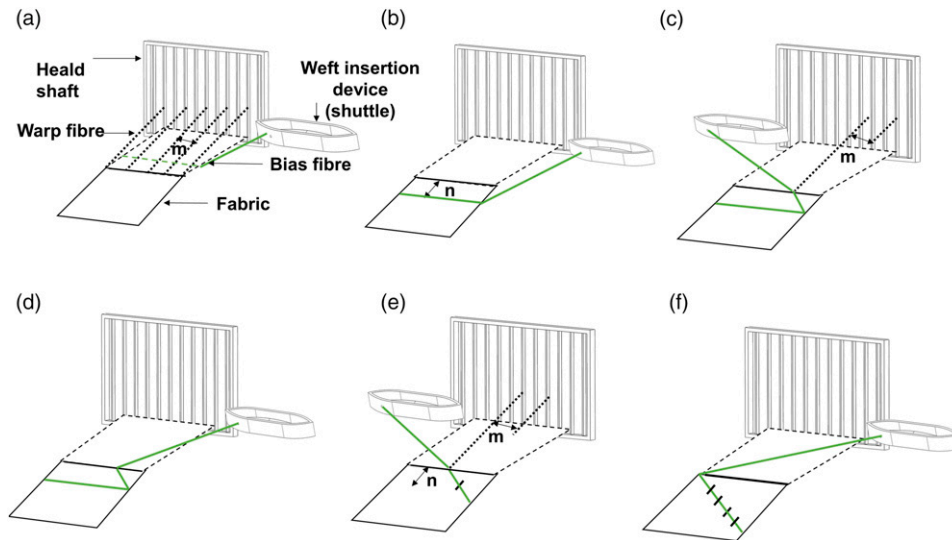 (a)
Heald
shaft
Warp fibre
m
Weft insertion
device
(shuttle)
Bias fibre
Fabric
(b)
n
(c)
m
(d)
(e)
m
n
(f)